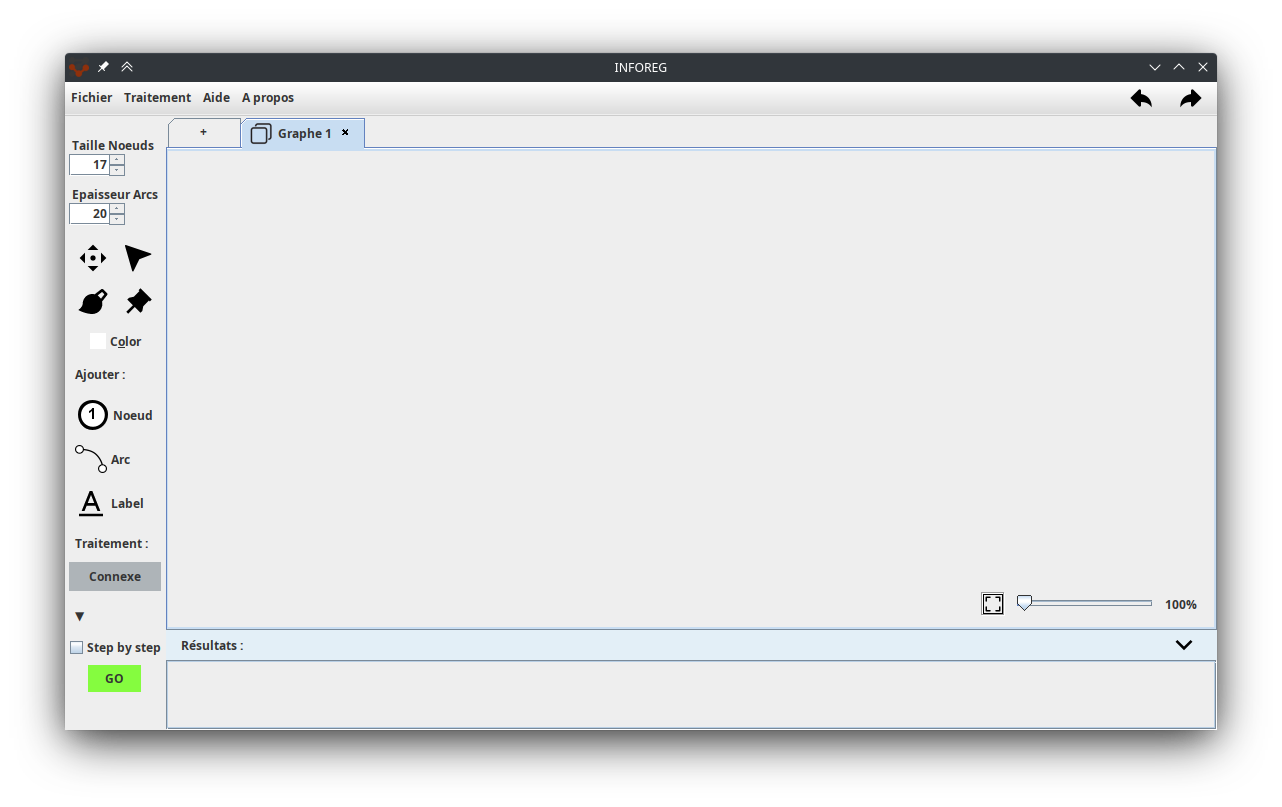 INFOREG
Fichier Traitement Aide A propos
+ Graphe 1
Taille Noeuds
17
Epaisseur Arcs
20
Color
Ajouter :
1 Noeud
Arc
A Label
Traitement :
Connexe
100%
Step by step
Résultats :
GO